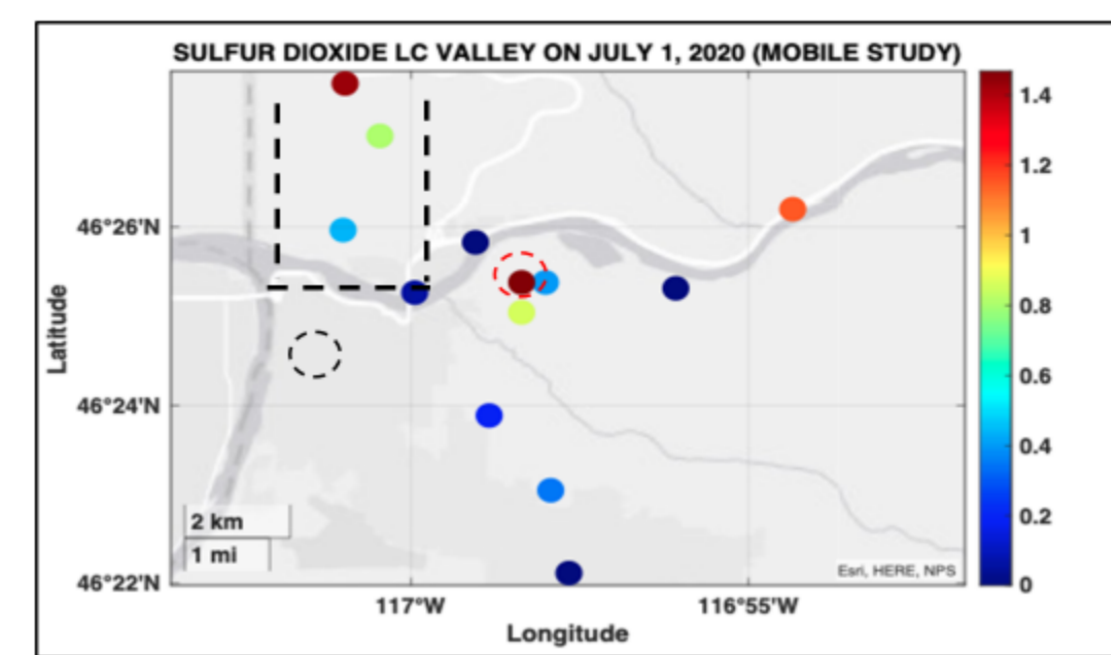 SULFUR DIOXIDE LC VALLEY ON JULY 1, 2020 (MOBILE STUDY)
1.4
1.2
1
0.8
0.6
0.4
0.2
0
46°26'N
46°24'N
46°22'N
Latitude
2 km
1 mi
Esri, HERE, NPS
117°W
116°55'W
Longitude